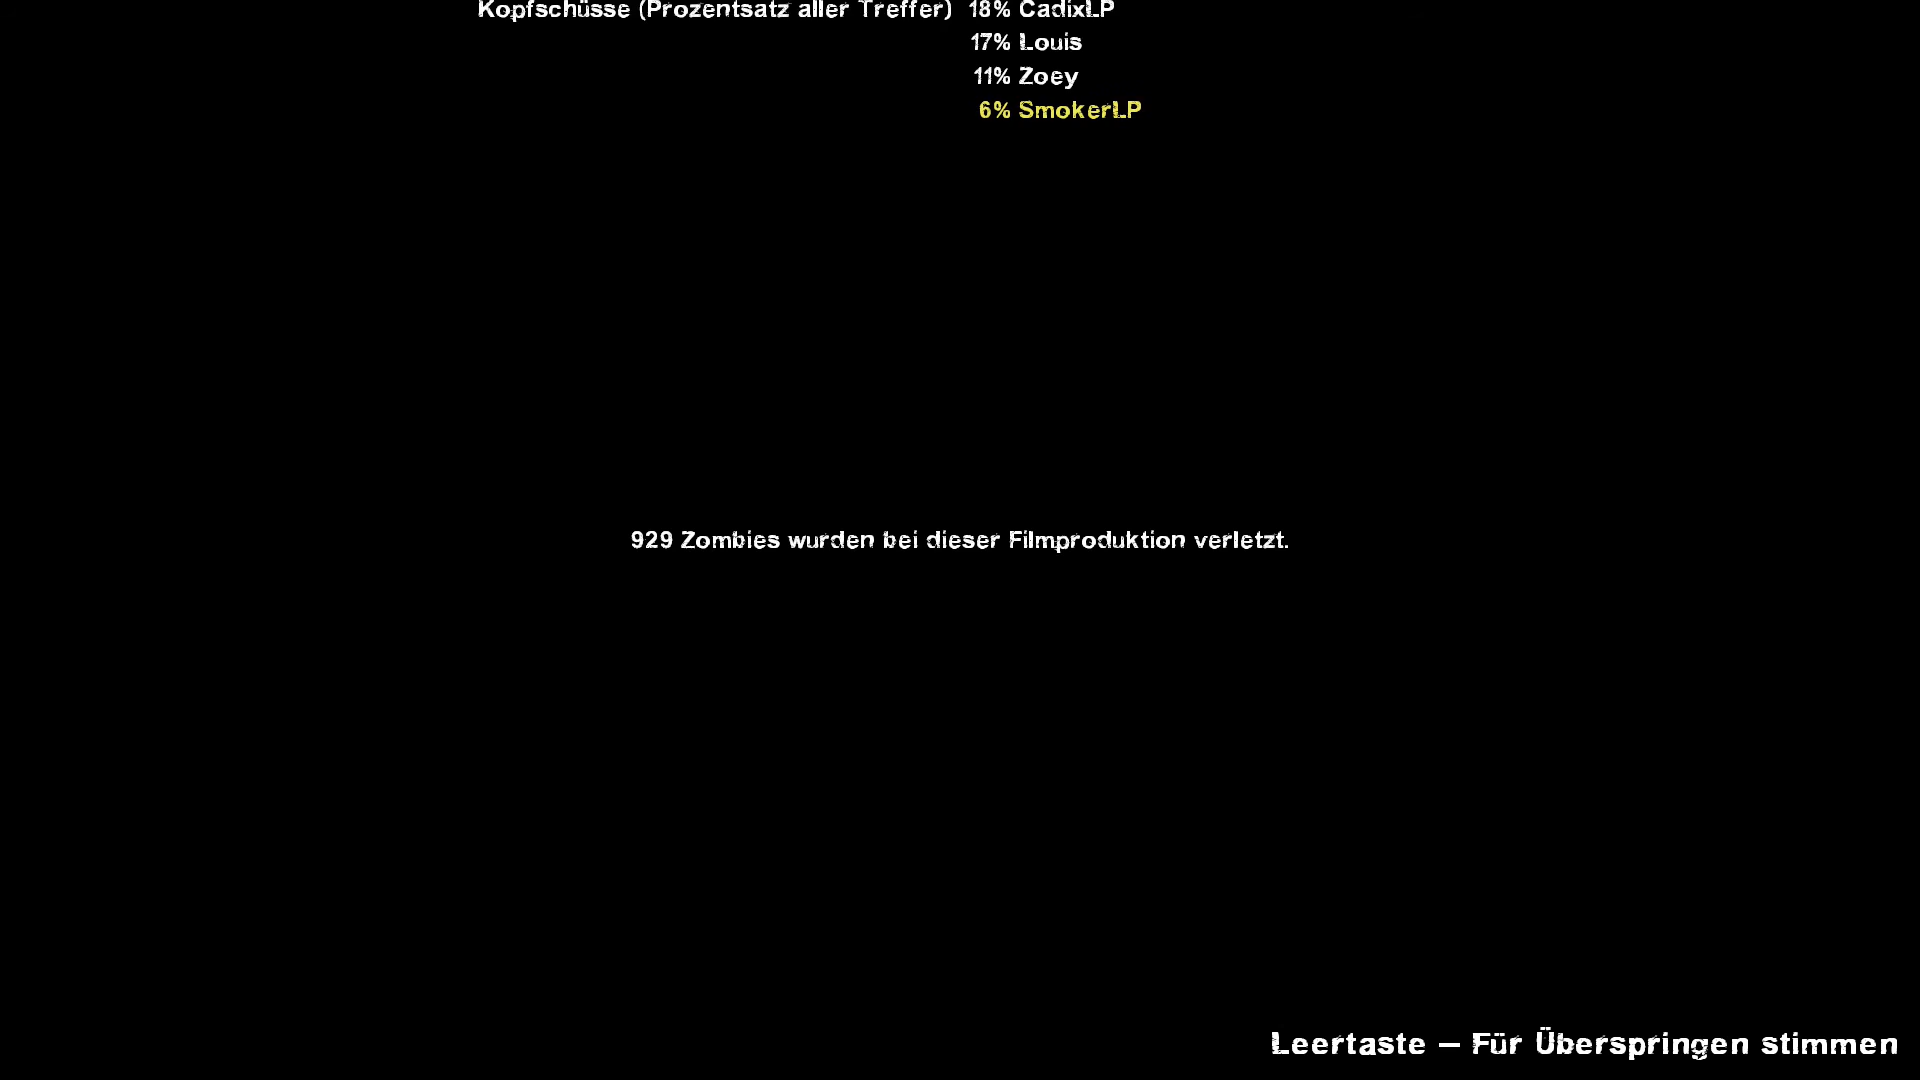 Kopfschüsse (Prozentsatz aller Treffer) 18% CadixLP
17% Louis
11% Zoey
6% SmokerLP
929 Zombies wurden bei dieser Filmproduktion verletzt.
Leertaste – Für Überspringen stimmen